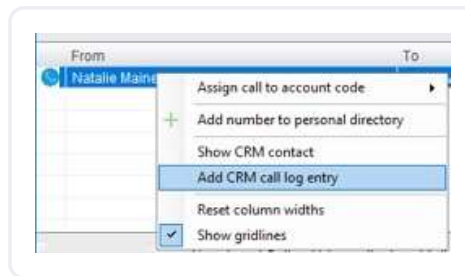 From To
Natalie Maine
Assign call to account code
Add number to personal directory
Show CRM contact
Add CRM call log entry
Reset column widths
Show gridlines